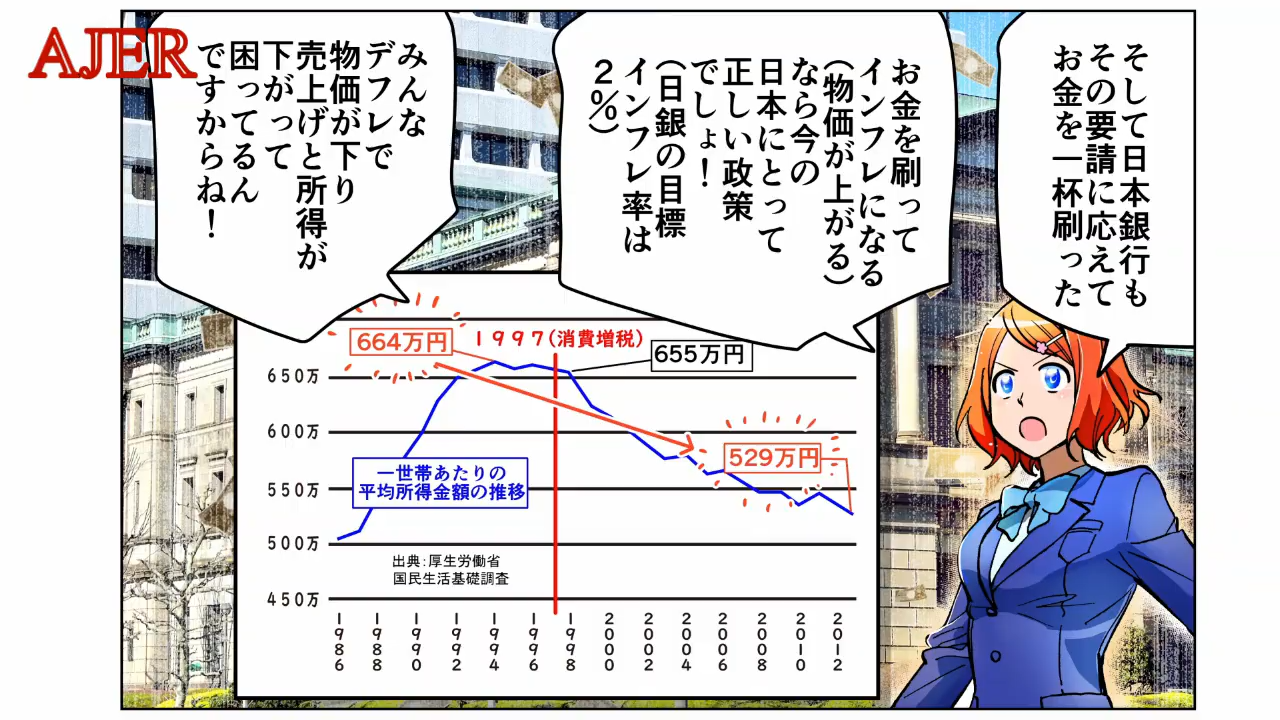 AJER
そして日本銀行も
その要請に応えて
お金を一杯刷った
お金を刷って
インフレになる
（物価が上がる）
なら今の
日本にとって
正しい政策
でしょ！
（日銀の目標
インフレ率は
2%）
みんな
デフレで
物価が下り
売上げと所得が
下がって
困ってるん
ですからね！
664万円
1997(消費増税)
655万円
529万円
650万
600万
550万
500万
450万
一世帯あたりの
平均所得金額の推移
出典：厚生労働省
国民生活基礎調査
1986
1988
1990
1992
1994
1996
1998
2000
2002
2004
2006
2008
2010
2012